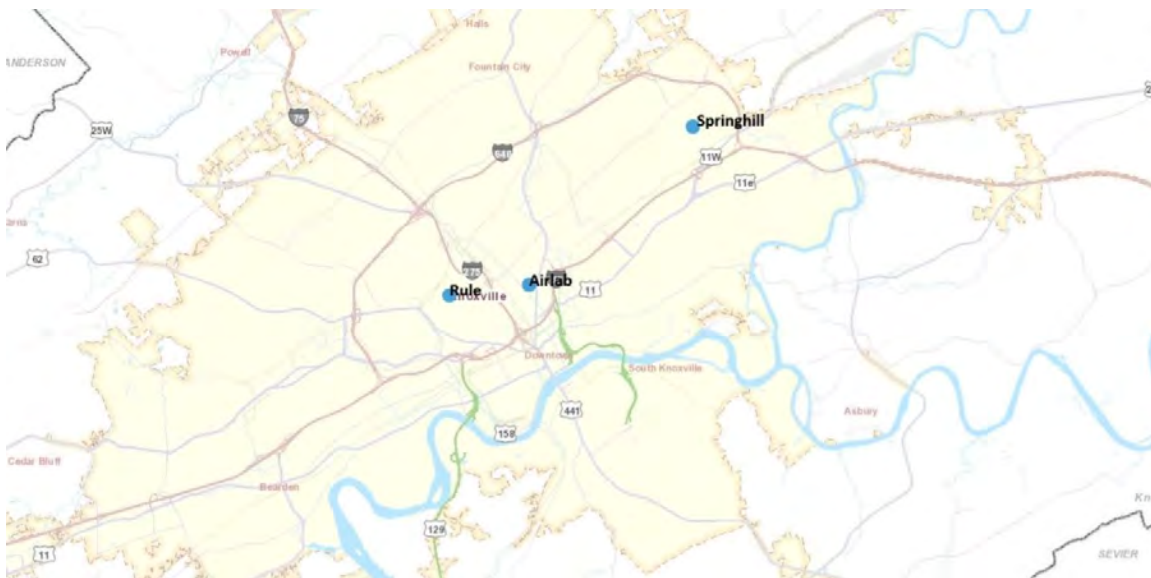 Halls
Powell
ANDERSON
Fountain City
75
Springhill
25W
640
11W
11e
62
Airlab
Rule
Knoxville
11
Downtown
South Knoxville
441
Asbury
158
Cedar Bluff
Bearden
129
11
SEVIER